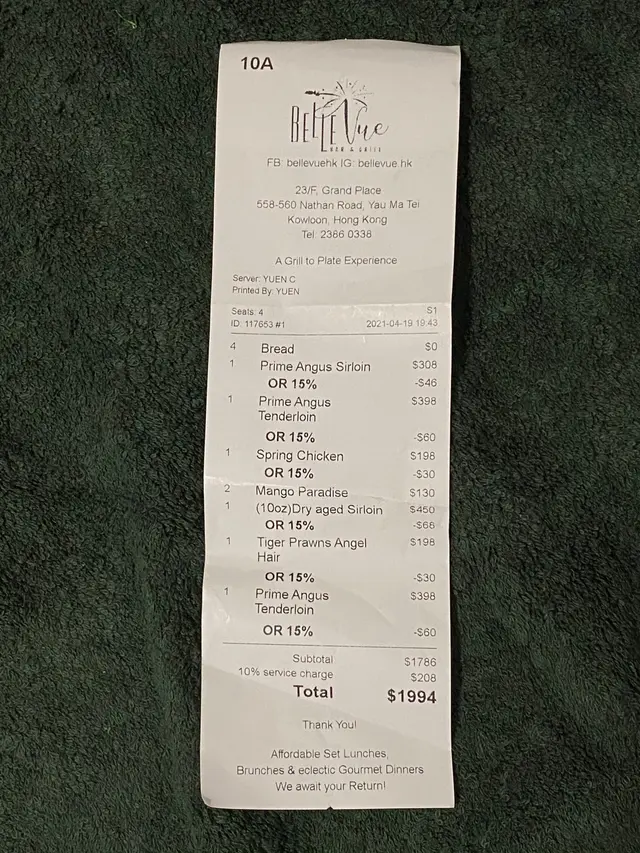 10A
BELLE Vue
BAR & GRILL
FB: bellevuehk IG: bellevue.hk
23/F, Grand Place
558-560 Nathan Road, Yau Ma Tei
Kowloon, Hong Kong
Tel: 2386 0338
A Grill to Plate Experience
Server: YUEN C
Printed By: YUEN
Seats: 4 S1
ID: 117653 #1 2021-04-19 19:43
4 Bread $0
1 Prime Angus Sirloin $308
OR 15% -$46
1 Prime Angus $398
Tenderloin
OR 15% -$60
1 Spring Chicken $198
OR 15% -$30
2 Mango Paradise $130
1 (10oz)Dry aged Sirloin $450
OR 15% -$68
1 Tiger Prawns Angel $198
Hair
OR 15% -$30
1 Prime Angus $398
Tenderloin
OR 15% -$60
Subtotal $1786
10% service charge $208
Total $1994
Thank You!
Affordable Set Lunches,
Brunches & eclectic Gourmet Dinners
We await your Return!